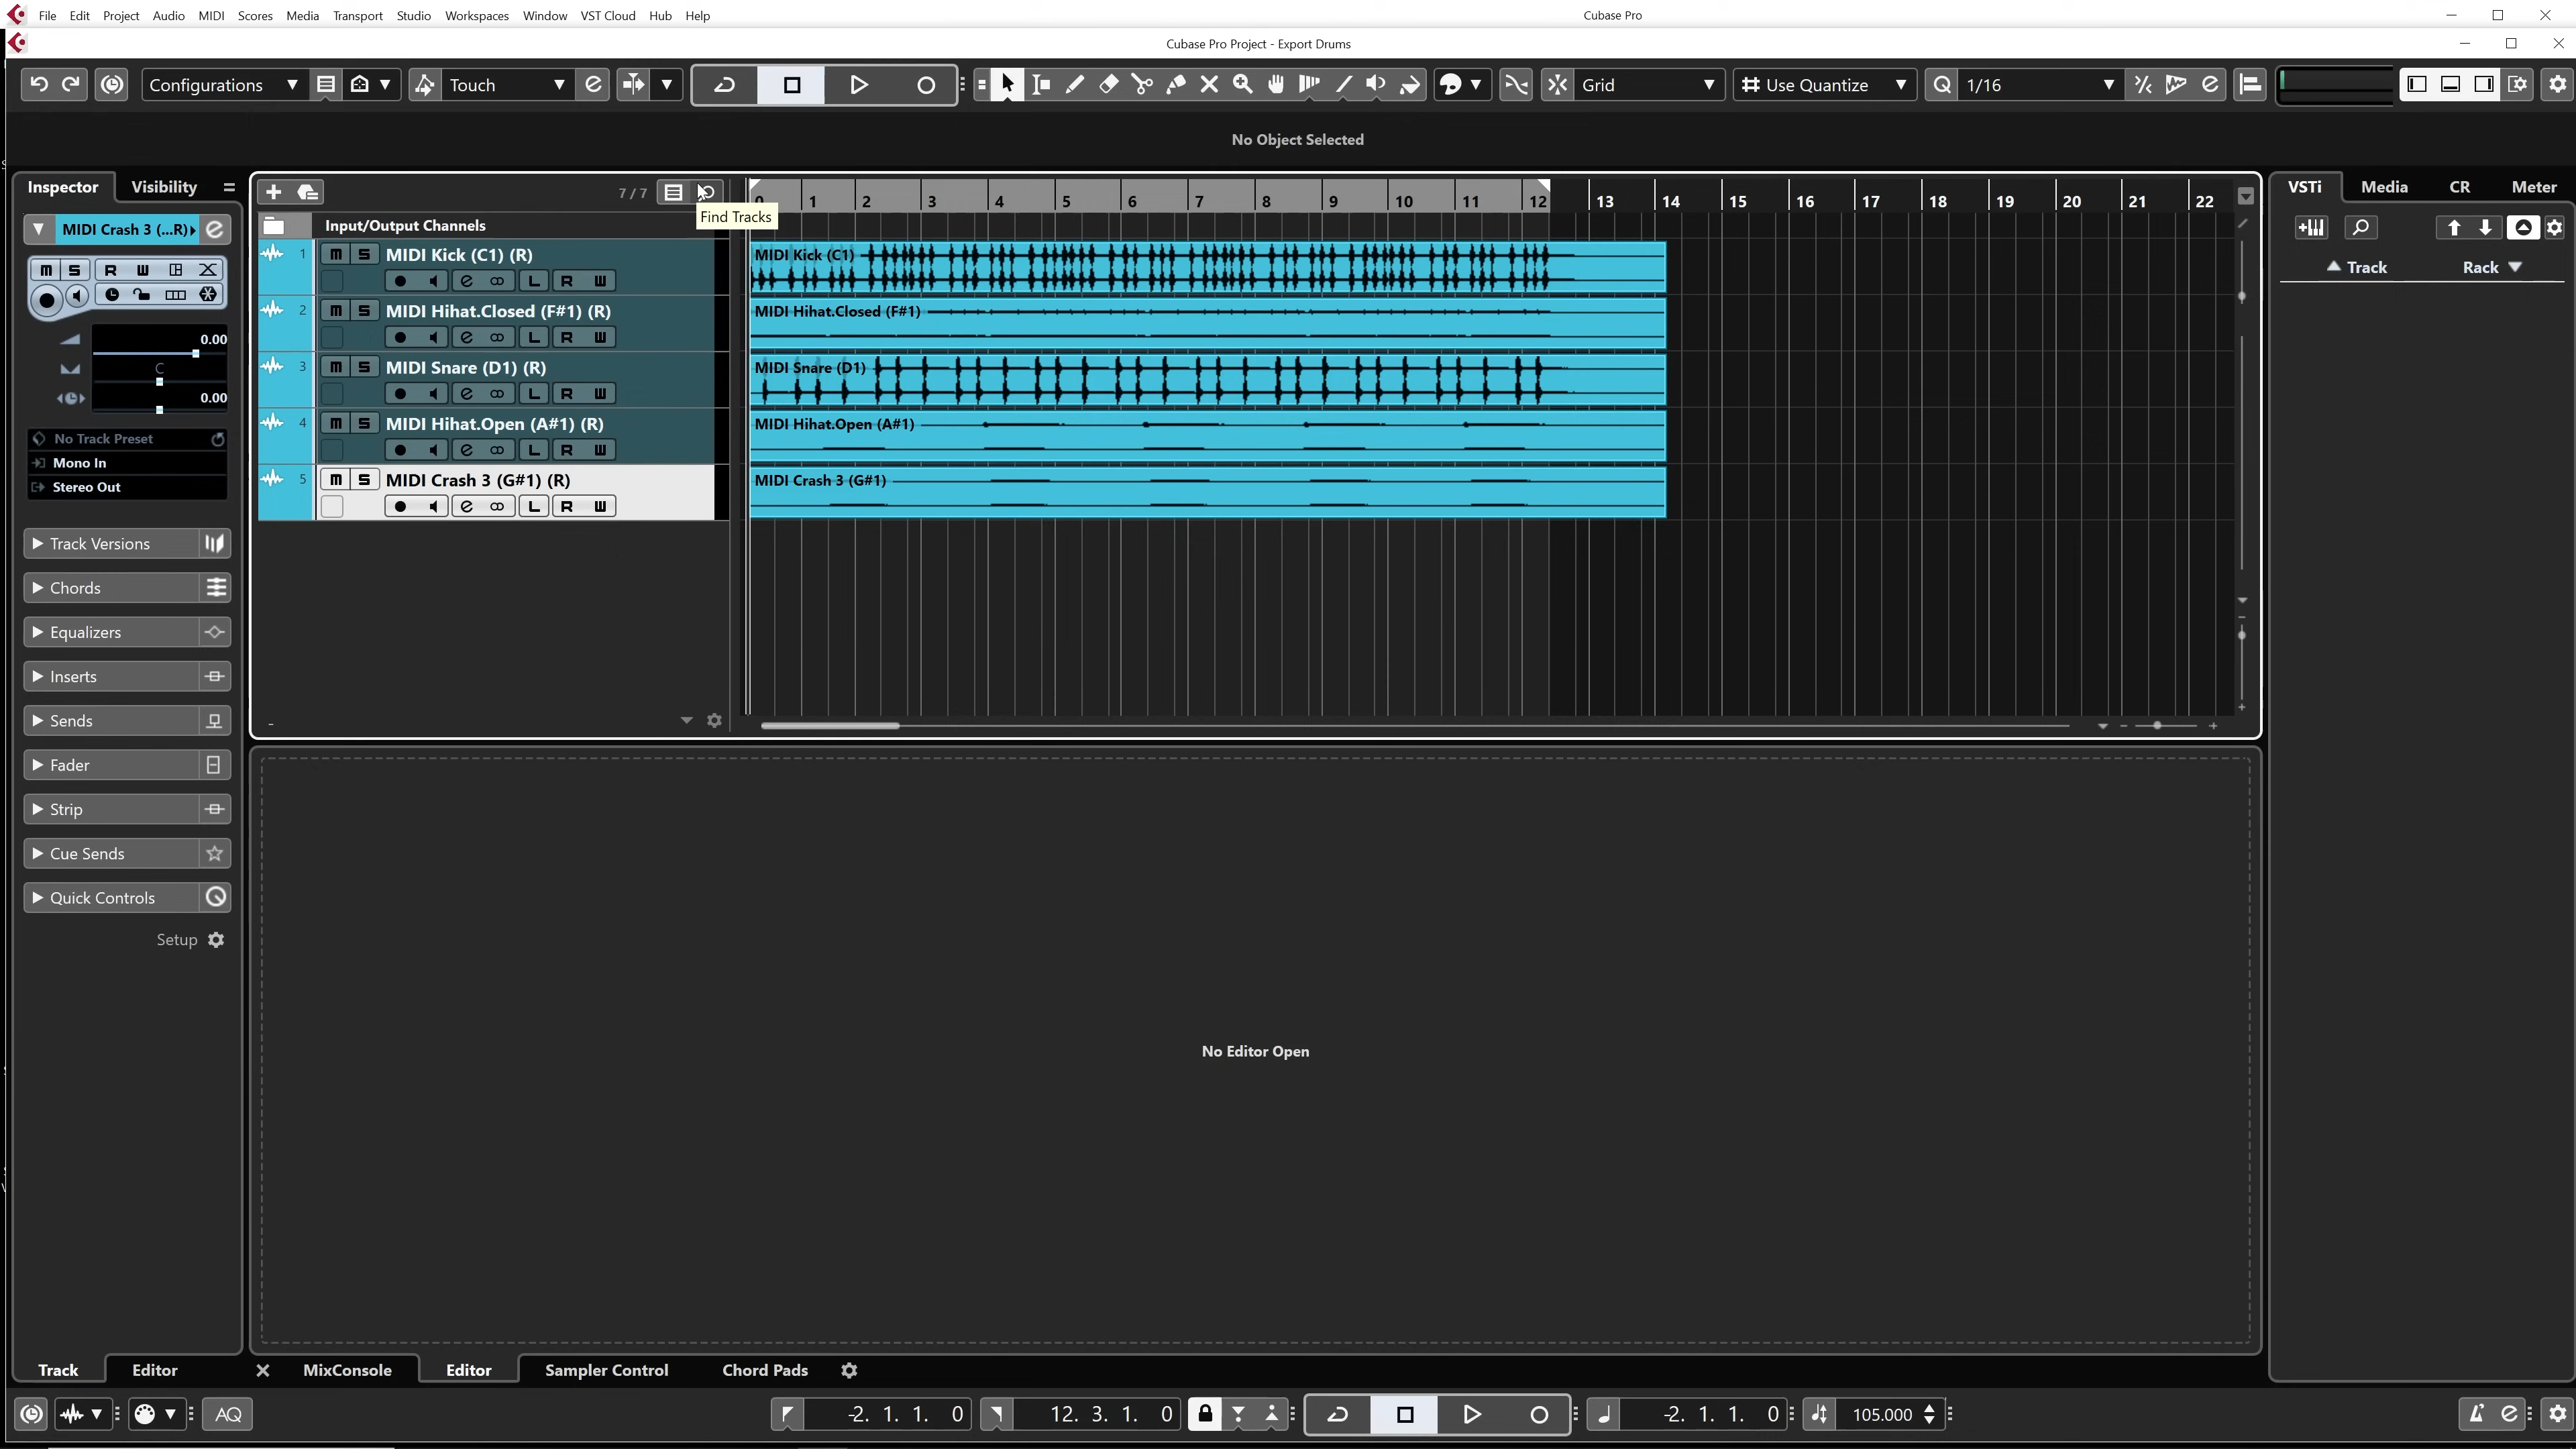 File Edit Project Audio MIDI Scores Media Transport Studio Workspaces Window VST Cloud Hub Help
Cubase Pro
Cubase Pro Project - Export Drums
Configurations
Touch
Grid
Use Quantize
Q 1/16
No Object Selected
Inspector Visibility
7 / 7
Find Tracks
0 1 2 3 4 5 6 7 8 9 10 11 12 13 14 15 16 17 18 19 20 21 22
VSTi Media CR Meter
MIDI Crash 3 (...R)
Input/Output Channels
Track Rack
1 M S MIDI Kick (C1) (R)
L R W
MIDI Kick (C1)
2 M S MIDI Hihat.Closed (F#1) (R)
L R W
MIDI Hihat.Closed (F#1)
3 M S MIDI Snare (D1) (R)
L R W
MIDI Snare (D1)
4 M S MIDI Hihat.Open (A#1) (R)
L R W
MIDI Hihat.Open (A#1)
5 M S MIDI Crash 3 (G#1) (R)
L R W
MIDI Crash 3 (G#1)
M S R W
0.00
C
0.00
No Track Preset
Mono In
Stereo Out
Track Versions
Chords
Equalizers
Inserts
Sends
Fader
Strip
Cue Sends
Quick Controls
Setup
No Editor Open
Track Editor
MixConsole Editor Sampler Control Chord Pads
AQ
-2. 1. 1. 0
12. 3. 1. 0
-2. 1. 1. 0
105.000